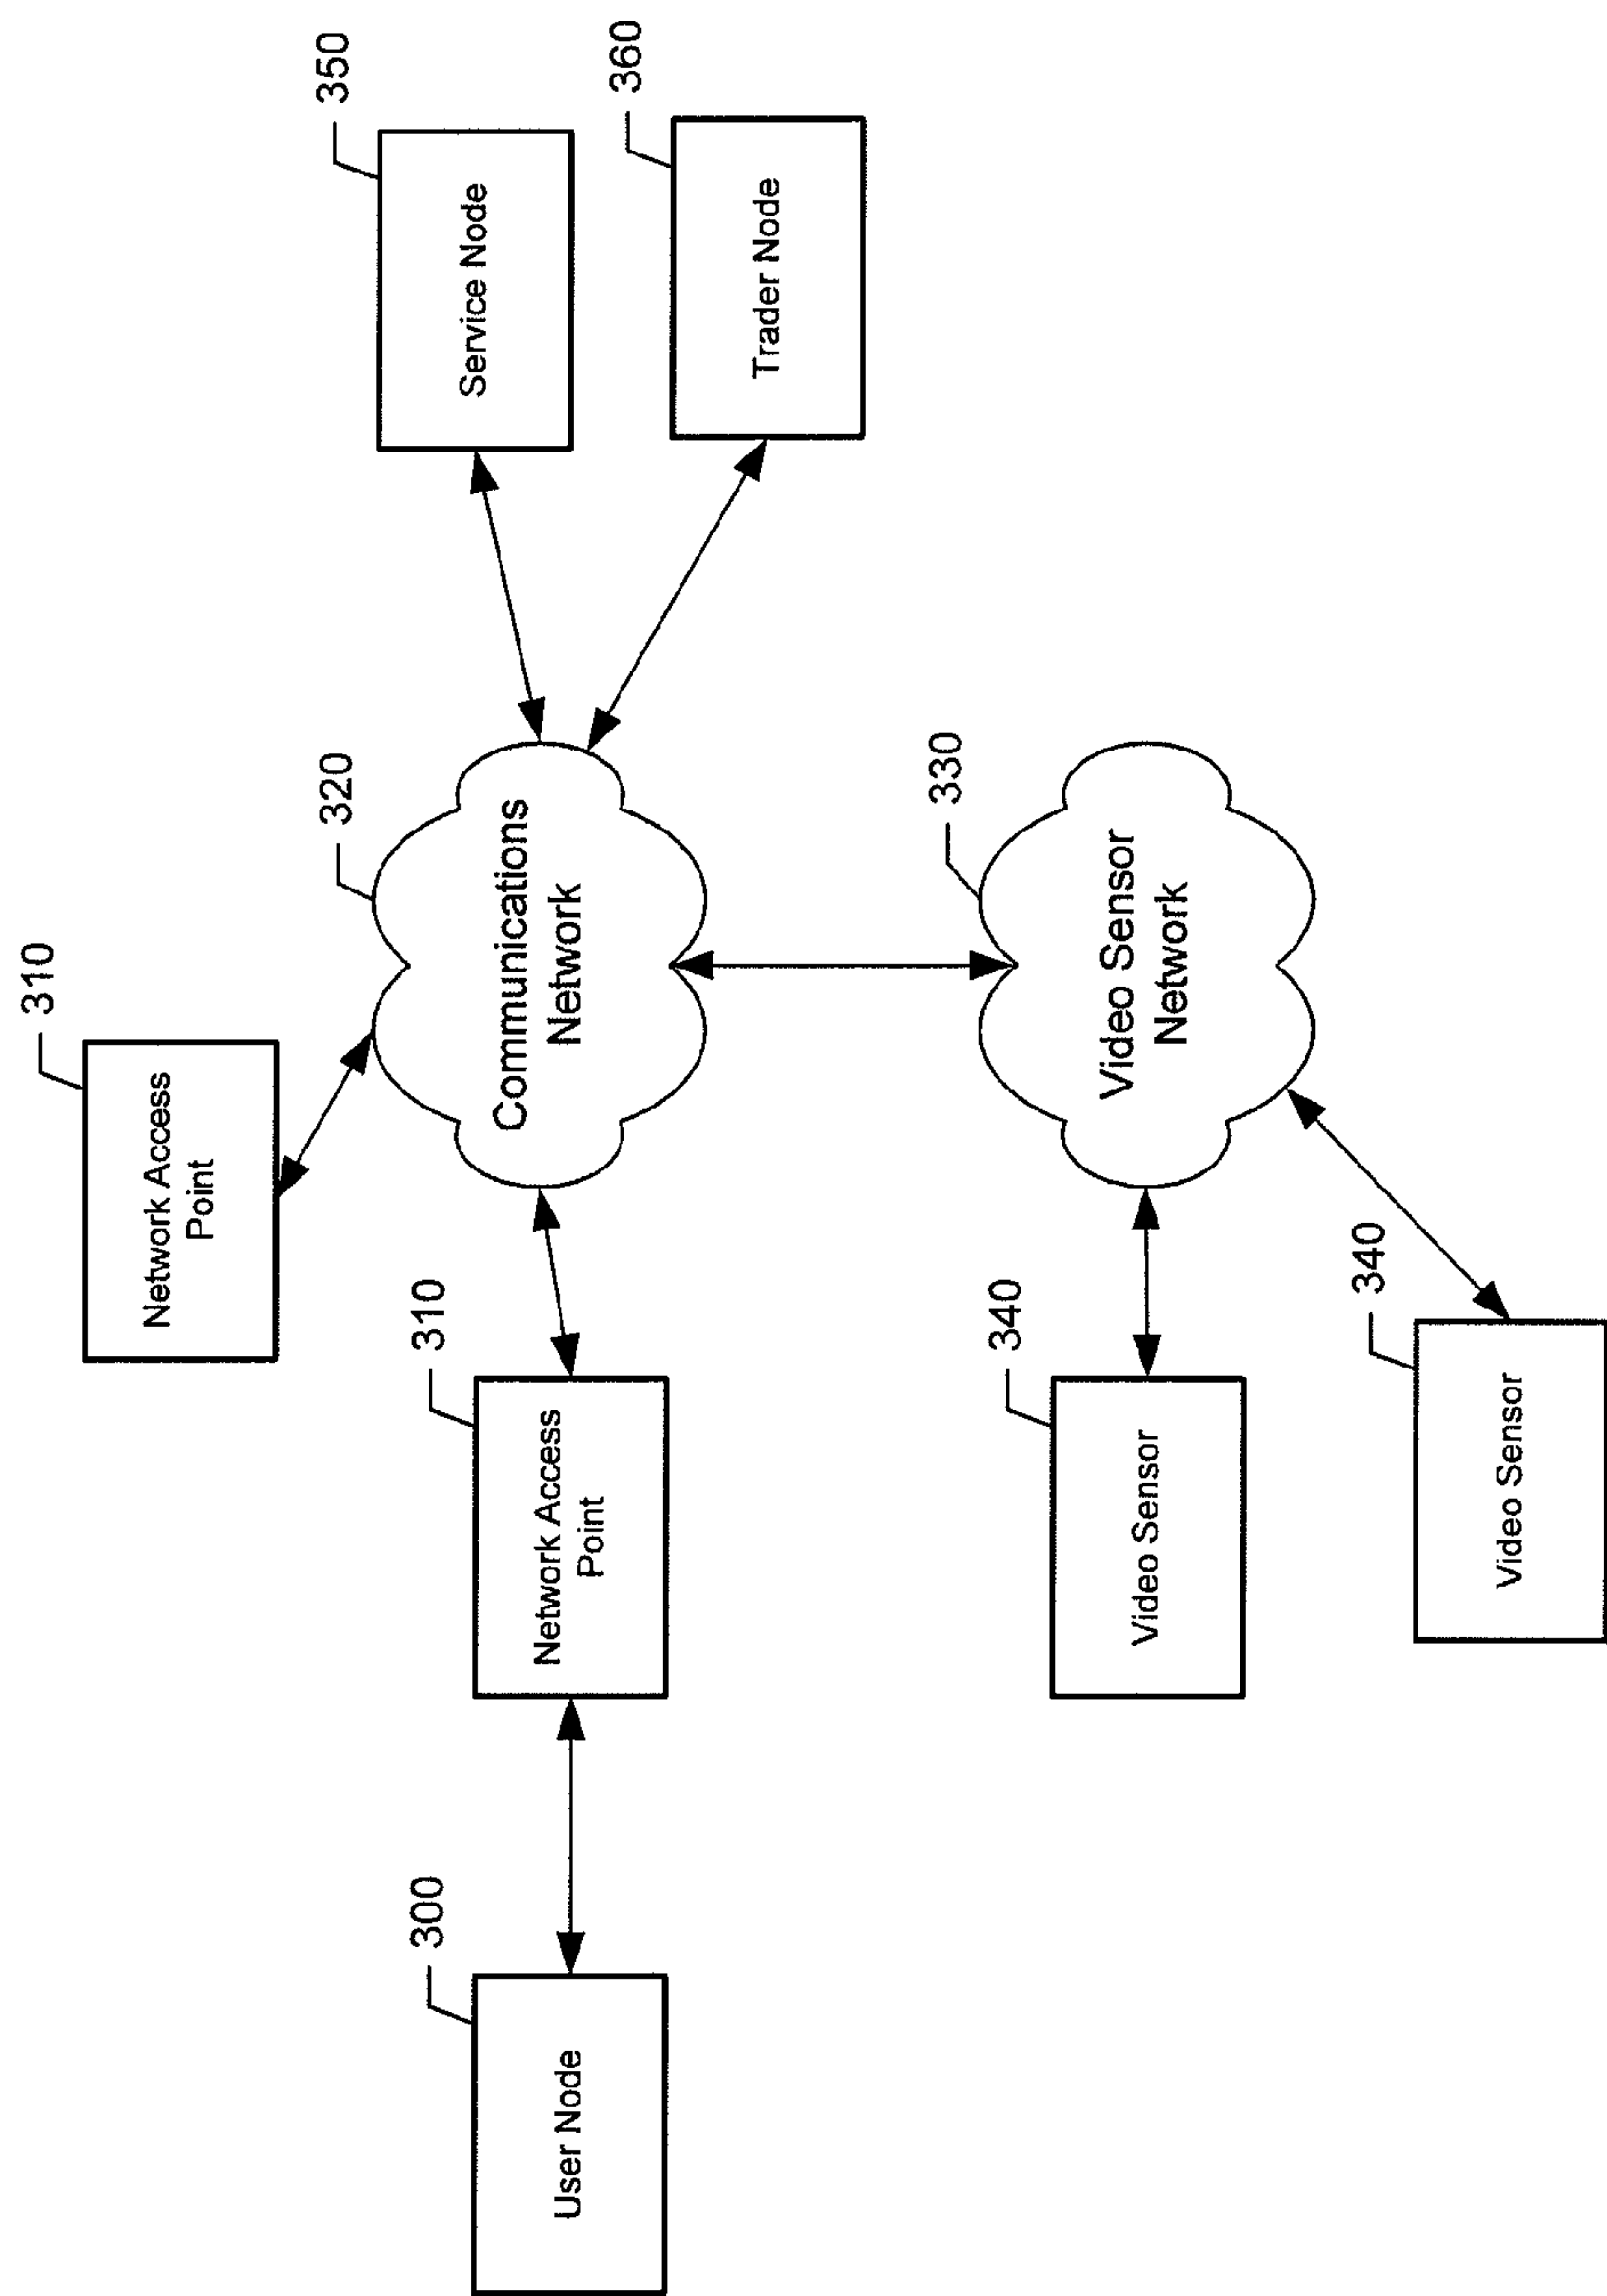 310
Network Access
Point
320
350
Service Node
300
User Node
310
Network Access
Point
Communications
Network
360
Trader Node
340
Video Sensor
330
Video Sensor
Network
340
Video Sensor